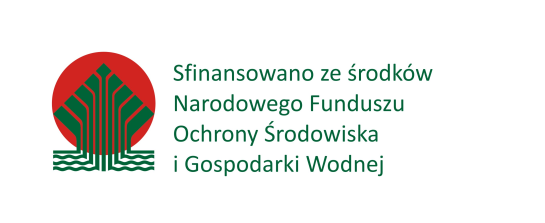 Sfinansowano ze środków
Narodowego Funduszu
Ochrony Środowiska
i Gospodarki Wodnej